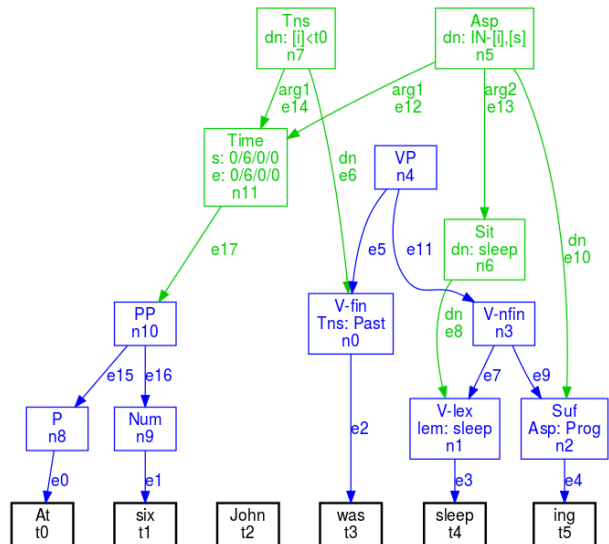 Tns
dn: [i]<t0
n7
Asp
dn: IN-[i],[s]
n5
arg1
e14
arg1
e12
arg2
e13
Time
s: 0/6/0/0
e: 0/6/0/0
n11
dn
e6
VP
n4
e17
e5
e11
Sit
dn: sleep
n6
dn
e10
PP
n10
V-fin
Tns: Past
n0
dn
e8
V-nfin
n3
e15
e16
e7
e9
P
n8
Num
n9
e2
V-lex
lem: sleep
n1
Suf
Asp: Prog
n2
e0
e1
e3
e4
At
t0
six
t1
John
t2
was
t3
sleep
t4
ing
t5